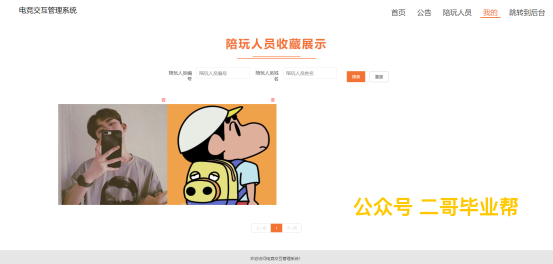 电竞交互管理系统
首页 公告 陪玩人员 我的 跳转到后台
陪玩人员收藏展示
陪玩人员编号 陪玩人员编号 陪玩人员姓名 陪玩人员姓名 搜索 重置
公众号 二哥毕业帮
上一页 1 下一页
欢迎访问电竞交互管理系统!